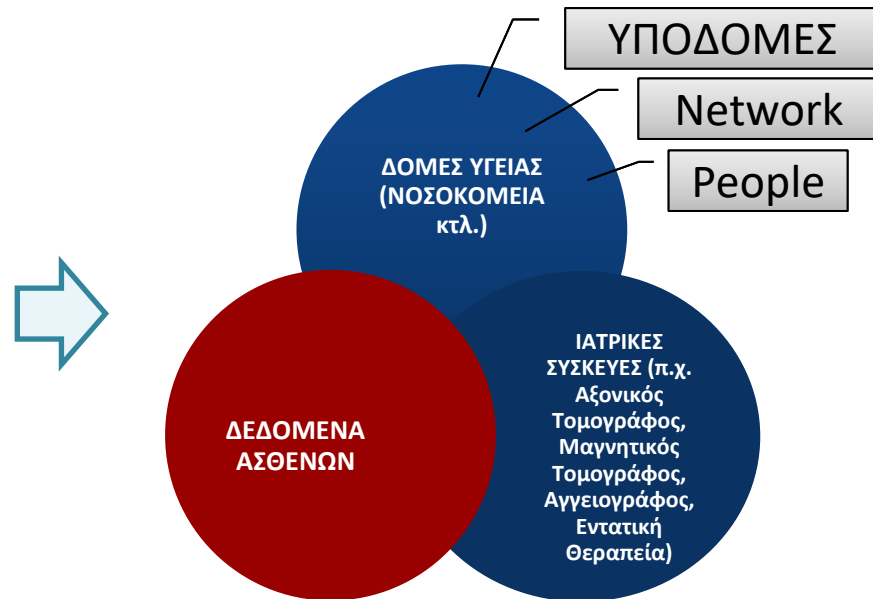 ΥΠΟΔΟΜΕΣ
Network
People
ΔΟΜΕΣ ΥΓΕΙΑΣ
(ΝΟΣΟΚΟΜΕΙΑ
κτλ.)
ΔΕΔΟΜΕΝΑ
ΑΣΘΕΝΩΝ
ΙΑΤΡΙΚΕΣ
ΣΥΣΚΕΥΕΣ (π.χ.
Αξονικός
Τομογράφος,
Μαγνητικός
Τομογράφος,
Αγγειογράφος,
Εντατική
Θεραπεία)